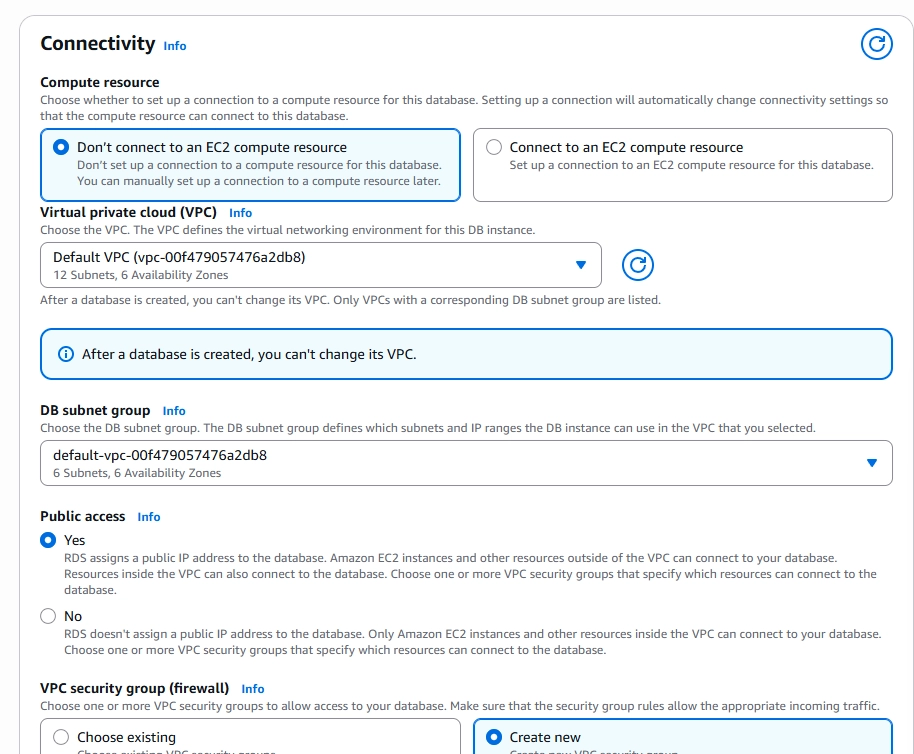 Connectivity Info
Compute resource
Choose whether to set up a connection to a compute resource for this database. Setting up a connection will automatically change connectivity settings so
that the compute resource can connect to this database.
Don't connect to an EC2 compute resource
Don't set up a connection to a compute resource for this database.
You can manually set up a connection to a compute resource later.
Connect to an EC2 compute resource
Set up a connection to an EC2 compute resource for this database.
Virtual private cloud (VPC) Info
Choose the VPC. The VPC defines the virtual networking environment for this DB instance.
Default VPC (vpc-00f479057476a2db8)
12 Subnets, 6 Availability Zones
After a database is created, you can't change its VPC. Only VPCs with a corresponding DB subnet group are listed.
After a database is created, you can't change its VPC.
DB subnet group Info
Choose the DB subnet group. The DB subnet group defines which subnets and IP ranges the DB instance can use in the VPC that you selected.
default-vpc-00f479057476a2db8
6 Subnets, 6 Availability Zones
Public access Info
Yes
RDS assigns a public IP address to the database. Amazon EC2 instances and other resources outside of the VPC can connect to your database.
Resources inside the VPC can also connect to the database. Choose one or more VPC security groups that specify which resources can connect to the
database.
No
RDS doesn't assign a public IP address to the database. Only Amazon EC2 instances and other resources inside the VPC can connect to your database.
Choose one or more VPC security groups that specify which resources can connect to the database.
VPC security group (firewall) Info
Choose one or more VPC security groups to allow access to your database. Make sure that the security group rules allow the appropriate incoming traffic.
Choose existing
Choose existing VPC security groups
Create new
Create new VPC security group